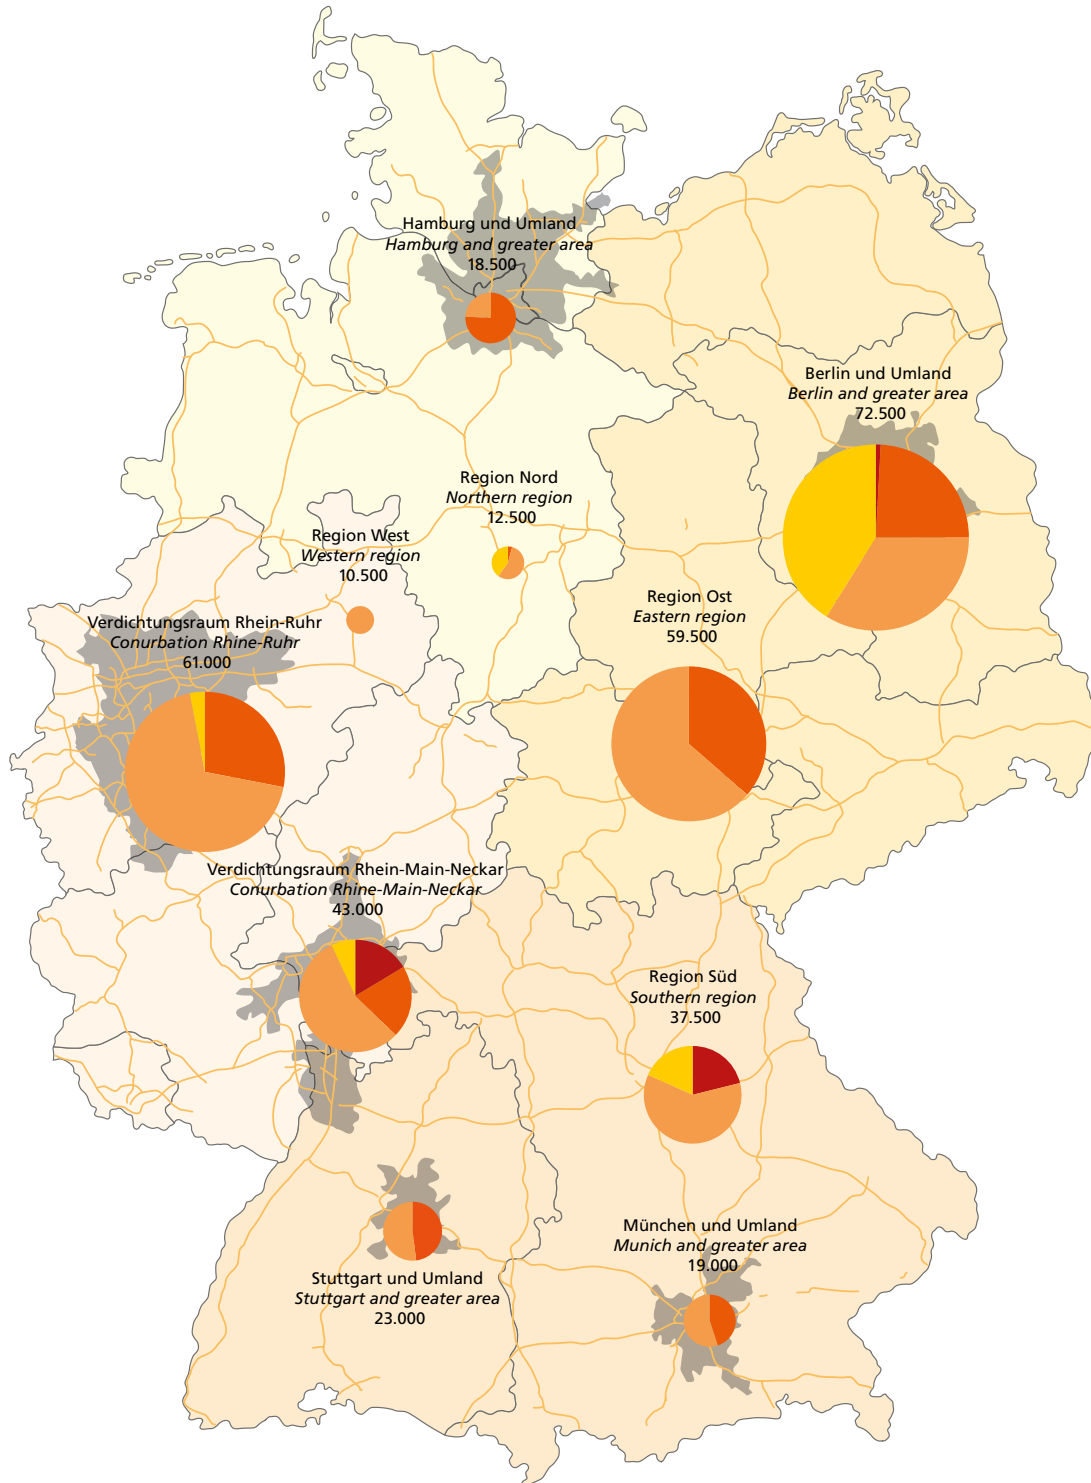 Hamburg und Umland
Hamburg and greater area
18.500
Berlin und Umland
Berlin and greater area
72.500
Region Nord
Northern region
12.500
Region West
Western region
10.500
Region Ost
Eastern region
59.500
Verdichtungsraum Rhein-Ruhr
Conurbation Rhine-Ruhr
61.000
Verdichtungsraum Rhein-Main-Neckar
Conurbation Rhine-Main-Neckar
43.000
Region Süd
Southern region
37.500
München und Umland
Munich and greater area
19.000
Stuttgart und Umland
Stuttgart and greater area
23.000